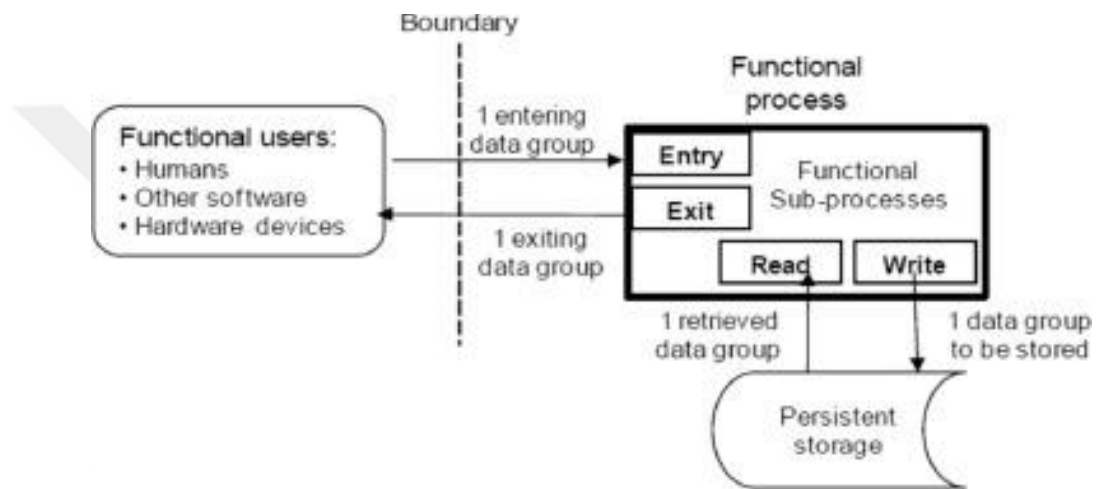 Boundary
Functional
process
Functional users:
• Humans
• Other software
• Hardware devices
1 entering
data group
1 exiting
data group
Entry
Exit
Functional
Sub-processes
Read
Write
1 retrieved
data group
1 data group
to be stored
Persistent
storage